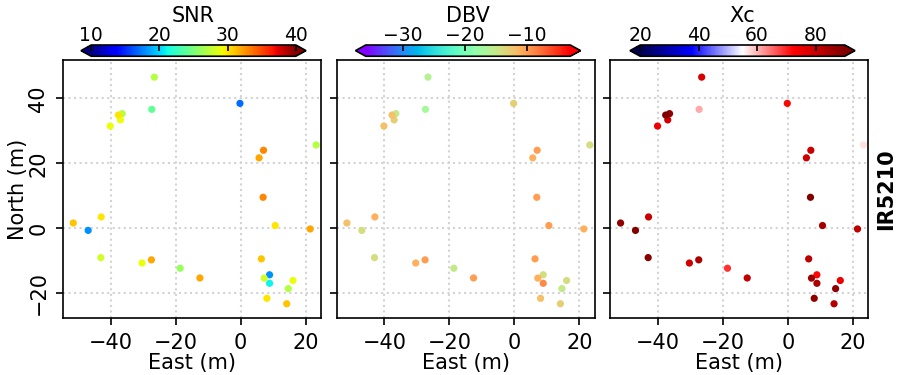 SNR DBV Xc
10 20 30 40 −30 −20 −10 20 40 60 80
40
20
0
−20
North (m)
IR5210
−40 −20 0 20 −40 −20 0 20 −40 −20 0 20
East (m) East (m) East (m)